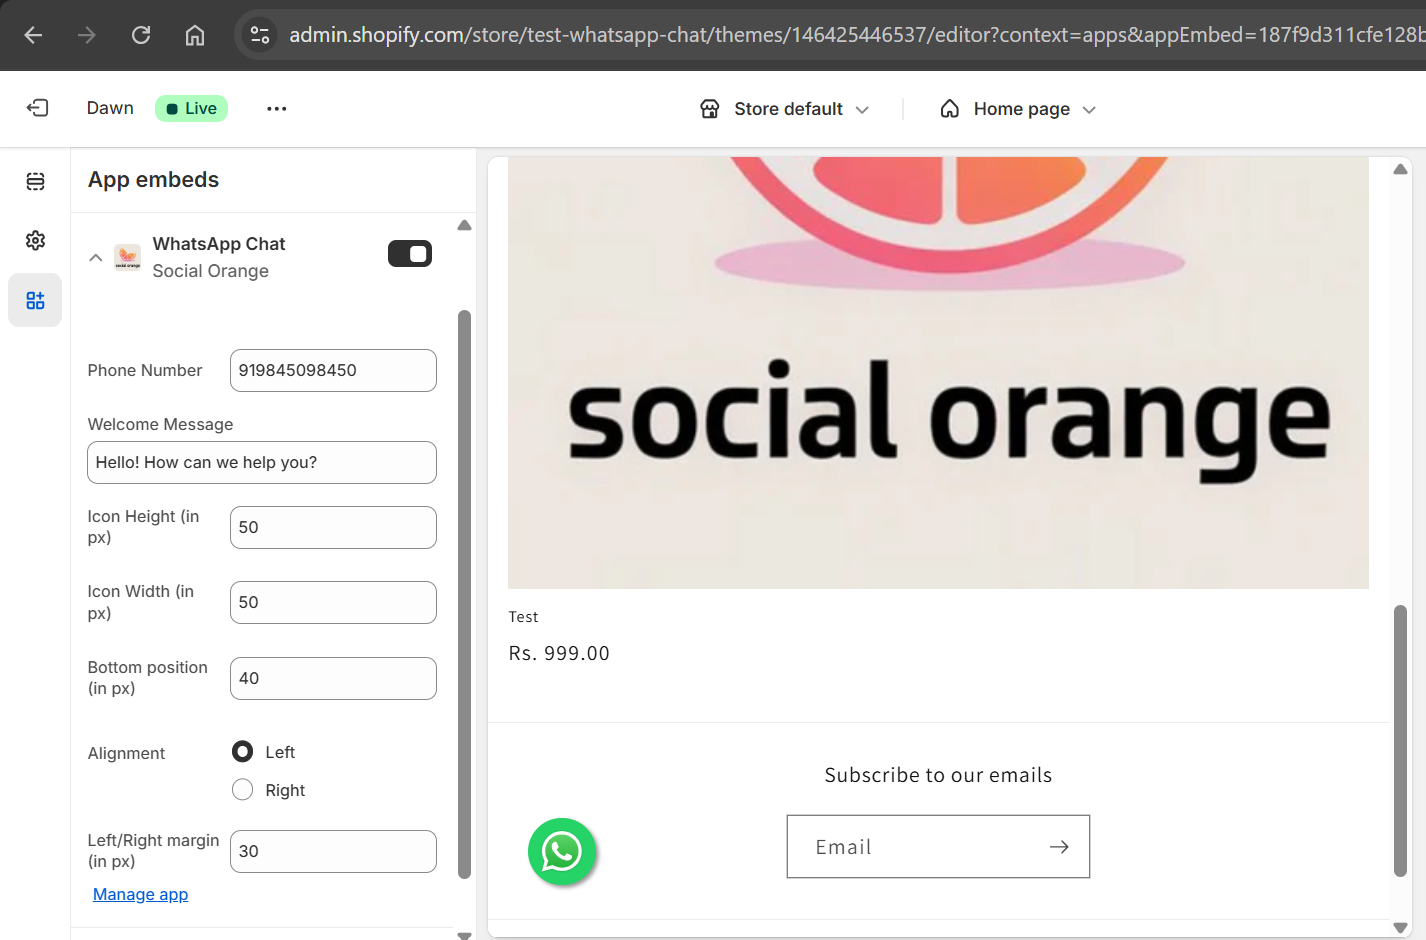 admin.shopify.com/store/test-whatsapp-chat/themes/146425446537/editor?context=apps&appEmbed=187f9d311cfe128b
Dawn
Live
Store default
Home page
App embeds
WhatsApp Chat
Social Orange
Phone Number
919845098450
Welcome Message
Hello! How can we help you?
Icon Height (in
px)
50
Icon Width (in
px)
50
Bottom position
(in px)
40
Alignment
Left
Right
Left/Right margin
(in px)
30
Manage app
social orange
Test
Rs. 999.00
Subscribe to our emails
Email